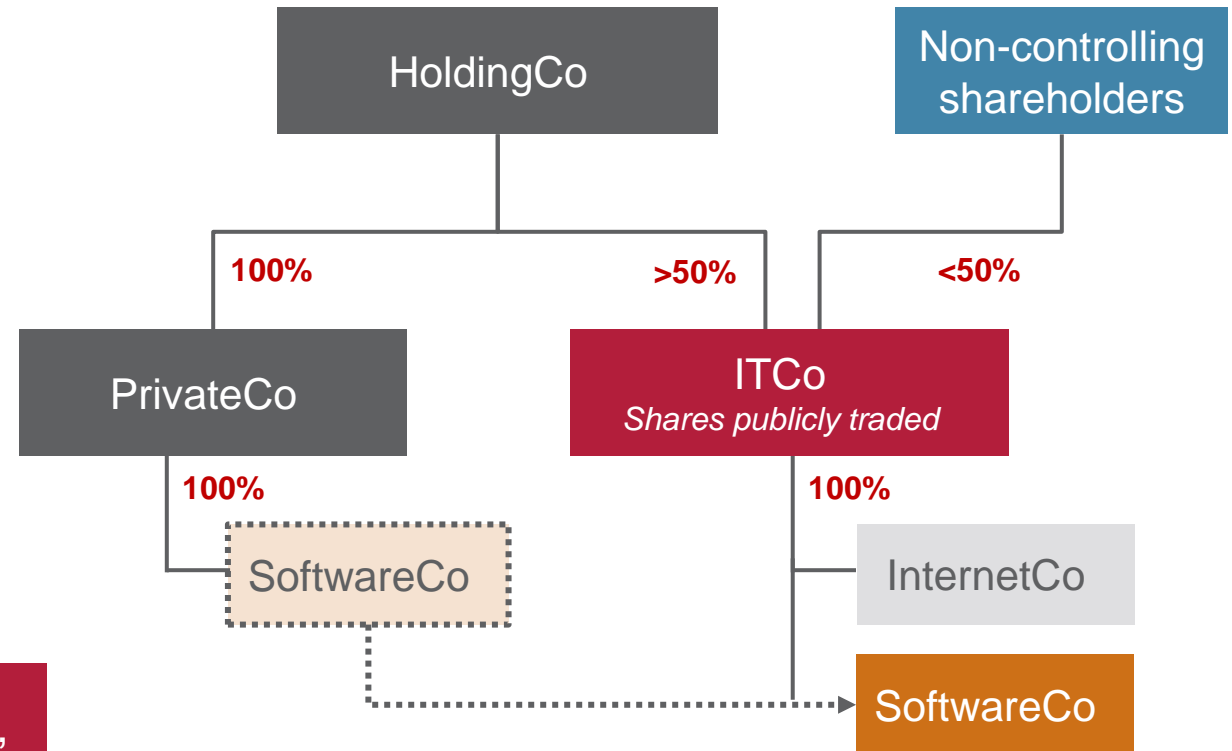 HoldingCo
Non-controlling
shareholders
100%
>50%
<50%
PrivateCo
ITCo
Shares publicly traded
100%
100%
SoftwareCo
InternetCo
SoftwareCo
,